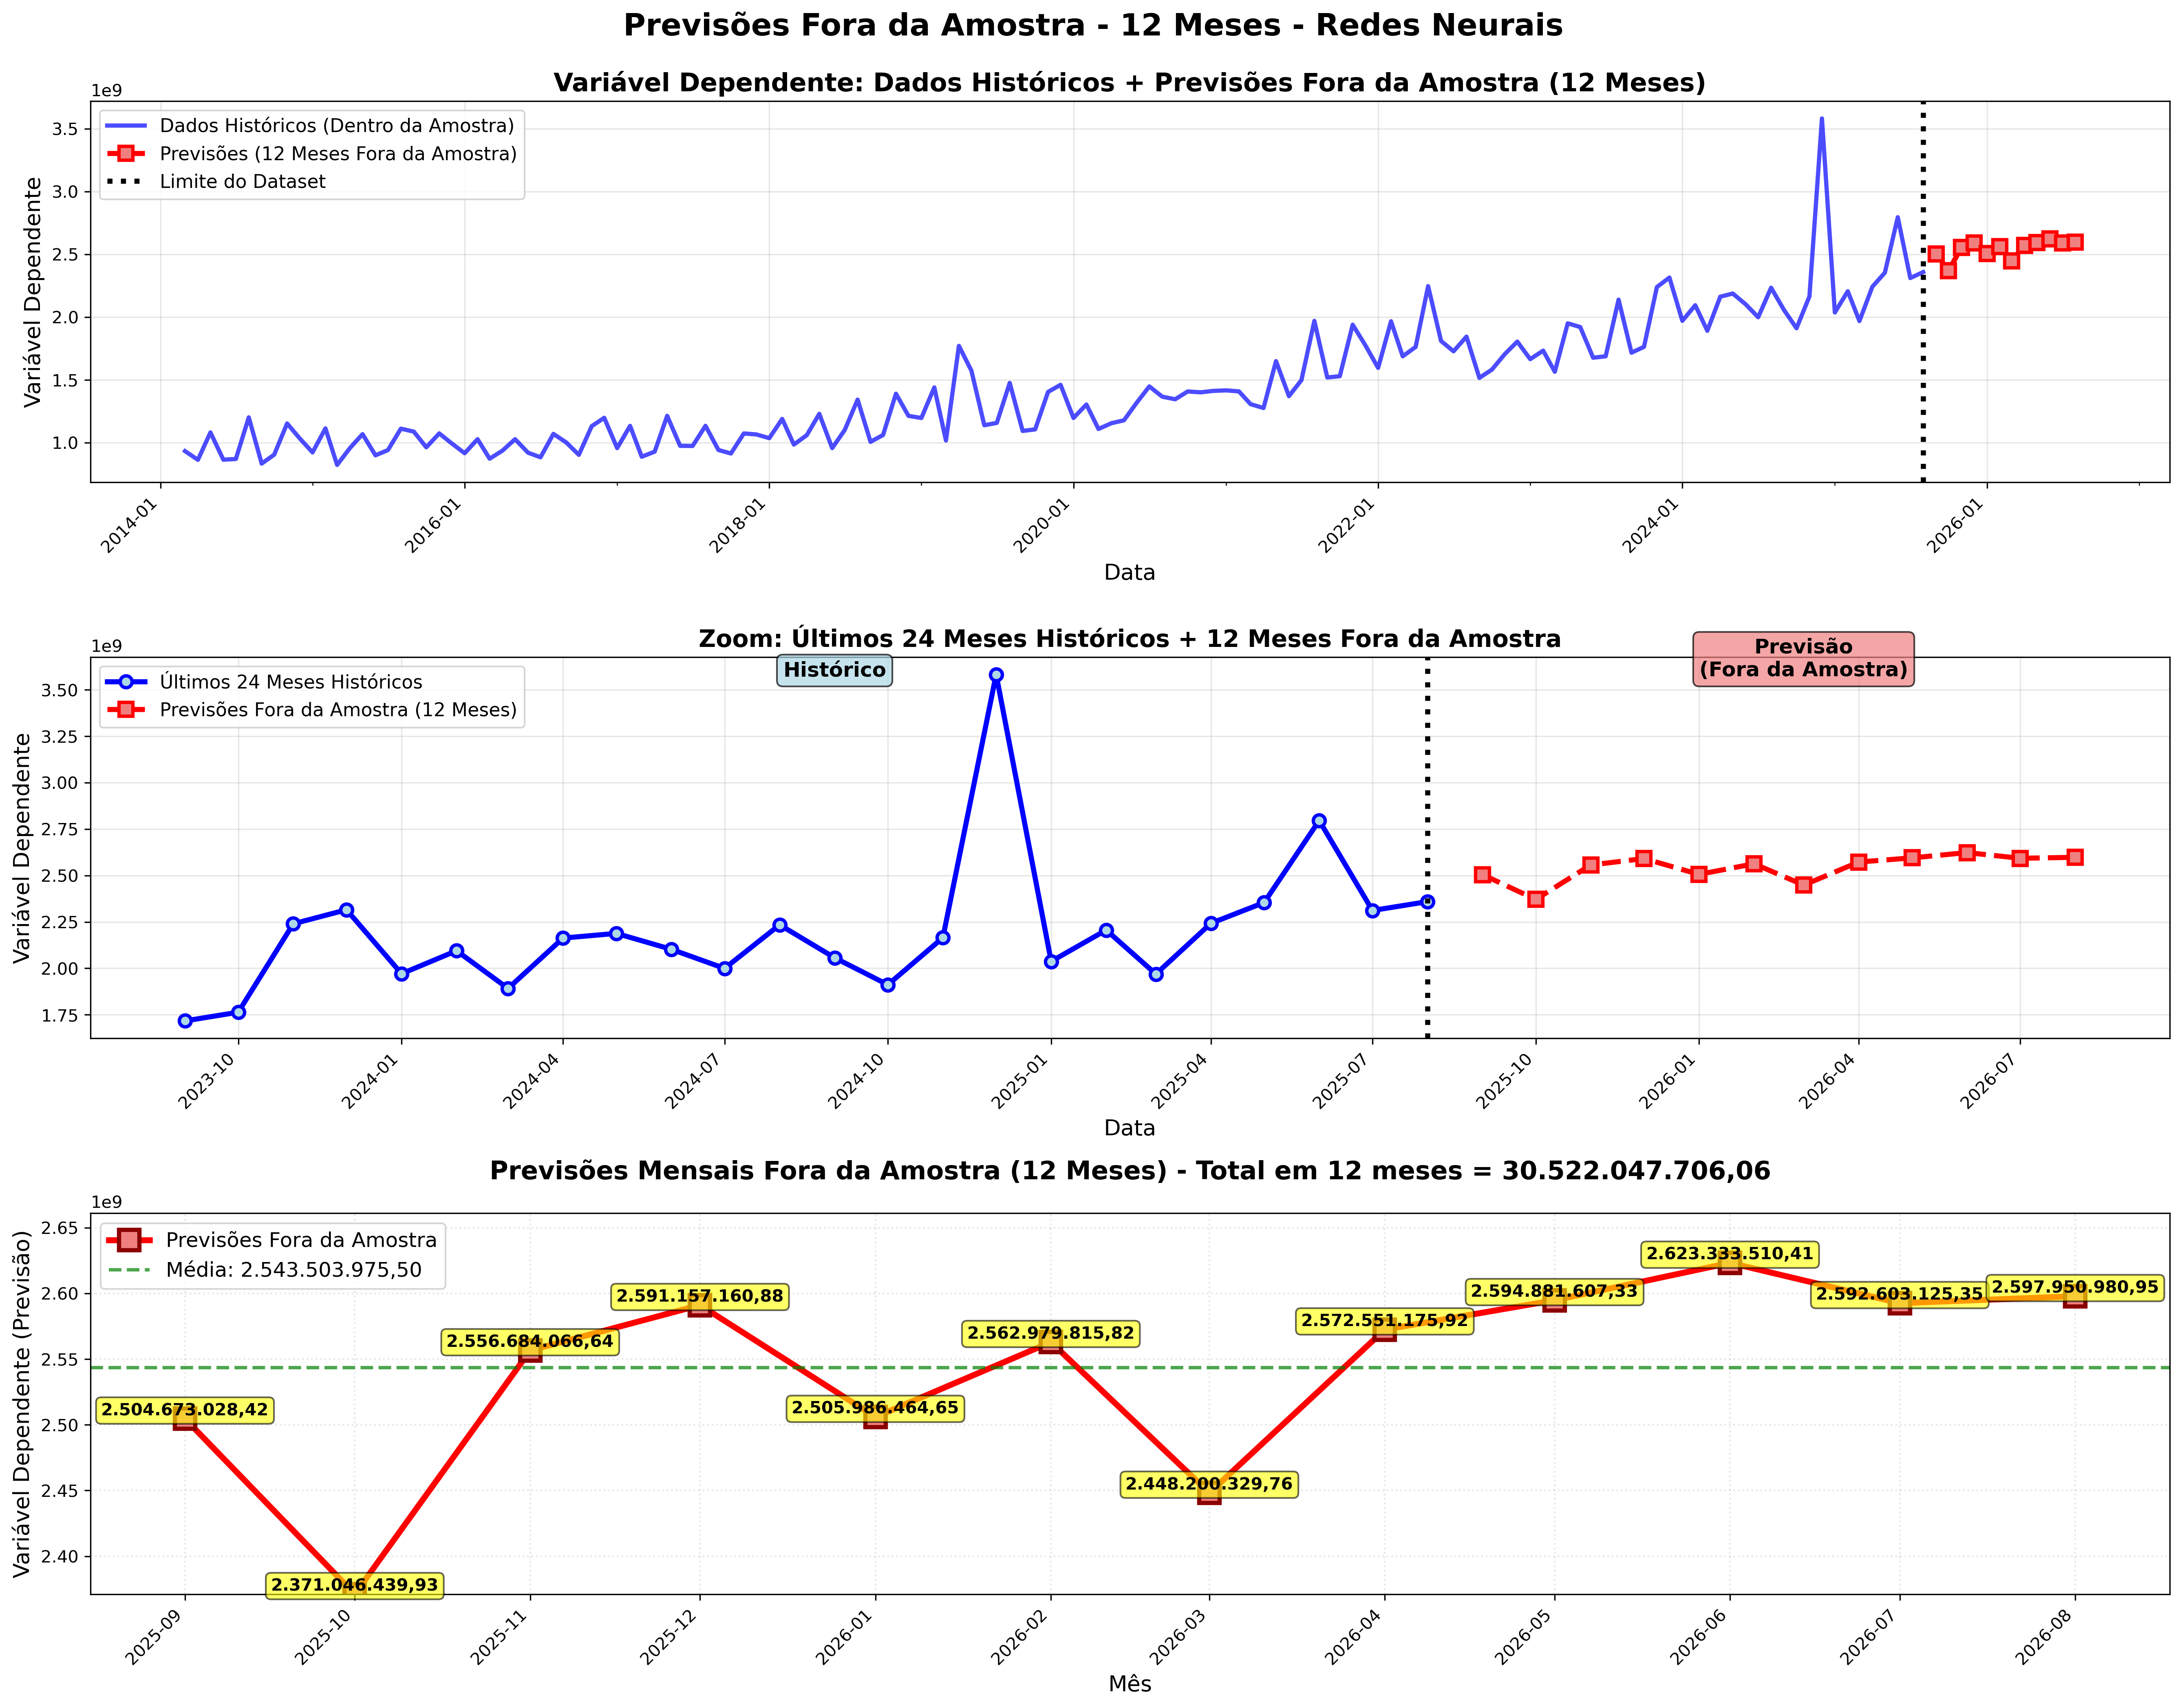 Previsões Fora da Amostra - 12 Meses - Redes Neurais
Variável Dependente: Dados Históricos + Previsões Fora da Amostra (12 Meses)
1e9
Dados Históricos (Dentro da Amostra)
Previsões (12 Meses Fora da Amostra)
Limite do Dataset
Variável Dependente
3.5
3.0
2.5
2.0
1.5
1.0
2014-01
2016-01
2018-01
2020-01
2022-01
2024-01
2026-01
Data
Zoom: Últimos 24 Meses Históricos + 12 Meses Fora da Amostra
1e9
Últimos 24 Meses Históricos
Previsões Fora da Amostra (12 Meses)
Histórico
Previsão
(Fora da Amostra)
Variável Dependente
3.50
3.25
3.00
2.75
2.50
2.25
2.00
1.75
2023-10
2024-01
2024-04
2024-07
2024-10
2025-01
2025-04
2025-07
2025-10
2026-01
2026-04
2026-07
Data
Previsões Mensais Fora da Amostra (12 Meses) - Total em 12 meses = 30.522.047.706,06
1e9
Previsões Fora da Amostra
Média: 2.543.503.975,50
Variável Dependente (Previsão)
2.65
2.60
2.55
2.50
2.45
2.40
2.504.673.028,42
2.371.046.439,93
2.556.684.066,64
2.591.157.160,88
2.505.986.464,65
2.562.979.815,82
2.448.200.329,76
2.572.551.175,92
2.594.881.607,33
2.623.333.510,41
2.592.603.125,35
2.597.950.980,95
2025-09
2025-10
2025-11
2025-12
2026-01
2026-02
2026-03
2026-04
2026-05
2026-06
2026-07
2026-08
Mês